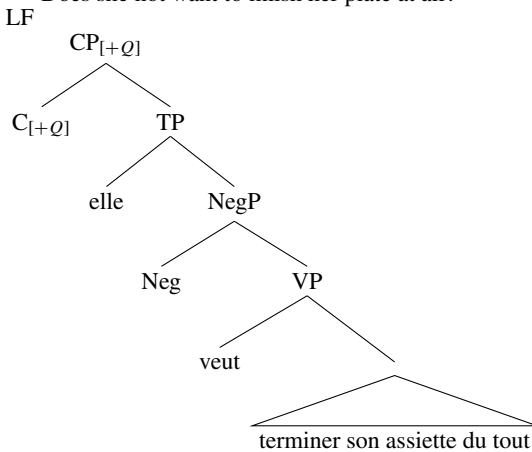 Does she not want to finish her plate at all?
LF
CP[+Q]
C[+Q] TP
elle NegP
Neg VP
veut
terminer son assiette du tout